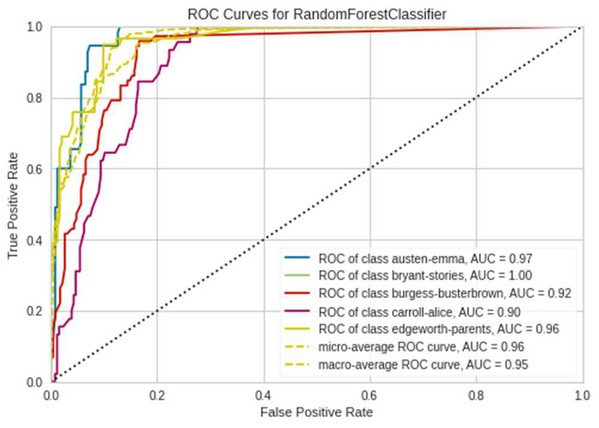 ROC Curves for RandomForestClassifier
True Positive Rate
1.0
0.8
0.6
0.4
0.2
0.0
ROC of class austen-emma, AUC = 0.97
ROC of class bryant-stories, AUC = 1.00
ROC of class burgess-busterbrown, AUC = 0.92
ROC of class carroll-alice, AUC = 0.90
ROC of class edgeworth-parents, AUC = 0.96
micro-average ROC curve, AUC = 0.96
macro-average ROC curve, AUC = 0.95
0.0 0.2 0.4 0.6 0.8 1.0
False Positive Rate